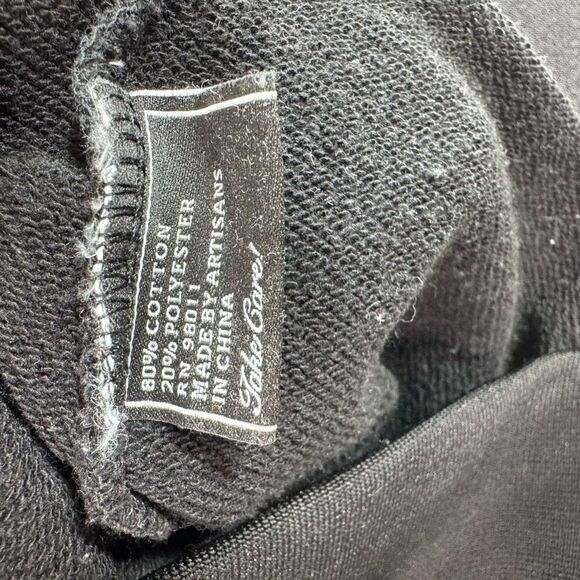 80% COTTON
20% POLYESTER
RN 98011
MADE BY ARTISANS
IN CHINA
Take Care!